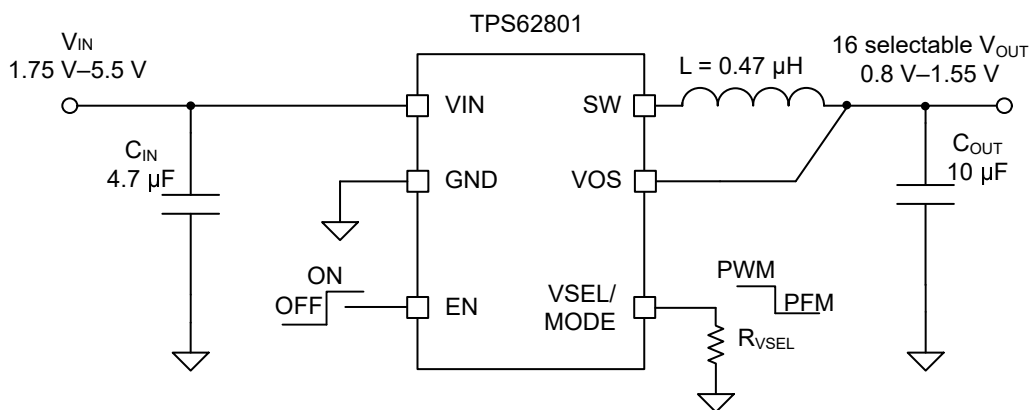 TPS62801
VIN
1.75 V–5.5 V
L = 0.47 µH
16 selectable VOUT
0.8 V–1.55 V
VIN
SW
CIN
4.7 µF
COUT
10 µF
GND
VOS
ON
OFF
EN
VSEL/
MODE
PWM
PFM
RVSEL